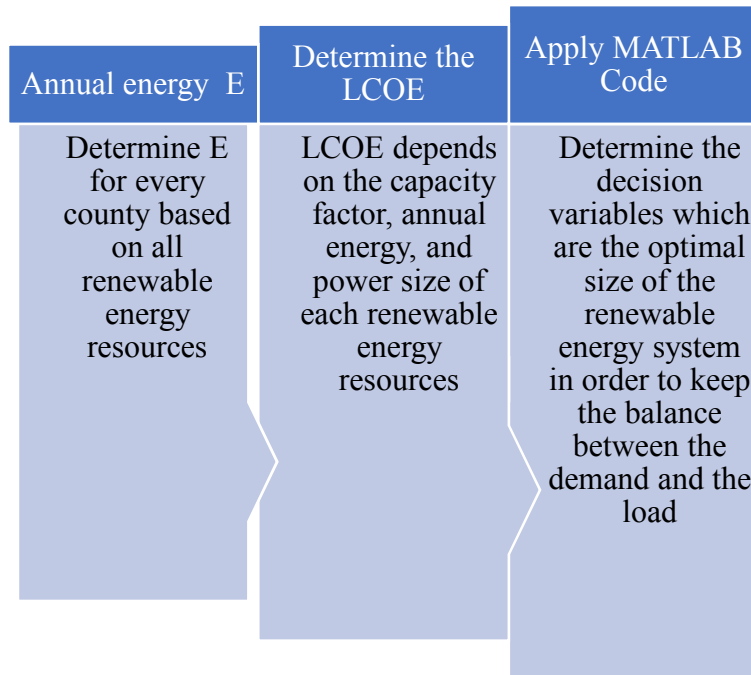 Annual energy E
Determine E
for every
county based
on all
renewable
energy
resources
Determine the
LCOE
LCOE depends
on the capacity
factor, annual
energy, and
power size of
each renewable
energy
resources
Apply MATLAB
Code
Determine the
decision
variables which
are the optimal
size of the
renewable
energy system
in order to keep
the balance
between the
demand and the
load